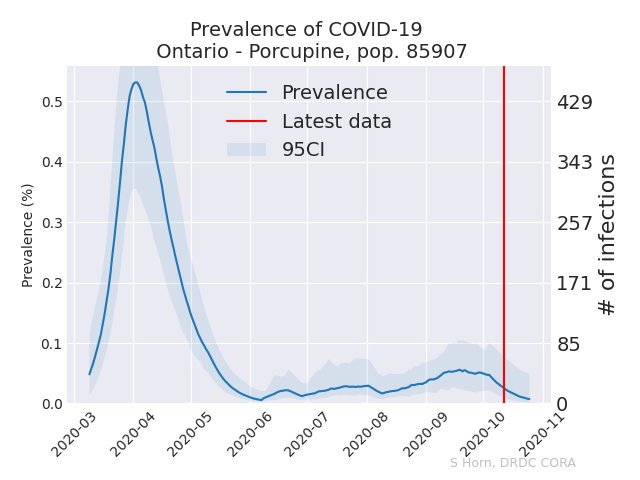 Prevalence of COVID-19
Ontario - Porcupine, pop. 85907
Prevalence
Latest data
95CI
Prevalence (%)
0.5
0.4
0.3
0.2
0.1
0.0
429
343
257
171
85
0
# of infections
2020-03
2020-04
2020-05
2020-06
2020-07
2020-08
2020-09
2020-10
2020-11
S Horn, DRDC CORA